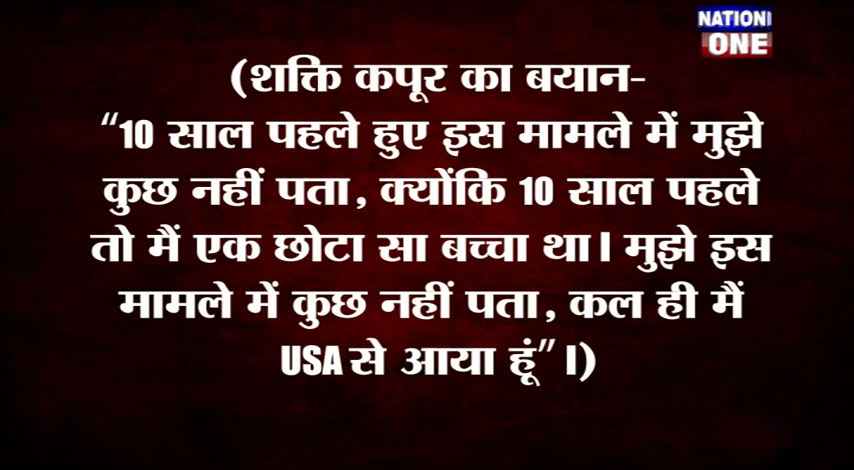 NATION
ONE
(शक्ति कपूर का बयान-
“10 साल पहले हुए इस मामले में मुझे
कुछ नहीं पता, क्योंकि 10 साल पहले
तो मैं एक छोटा सा बच्चा था। मुझे इस
मामले में कुछ नहीं पता, कल ही मैं
USA से आया हूं”।)